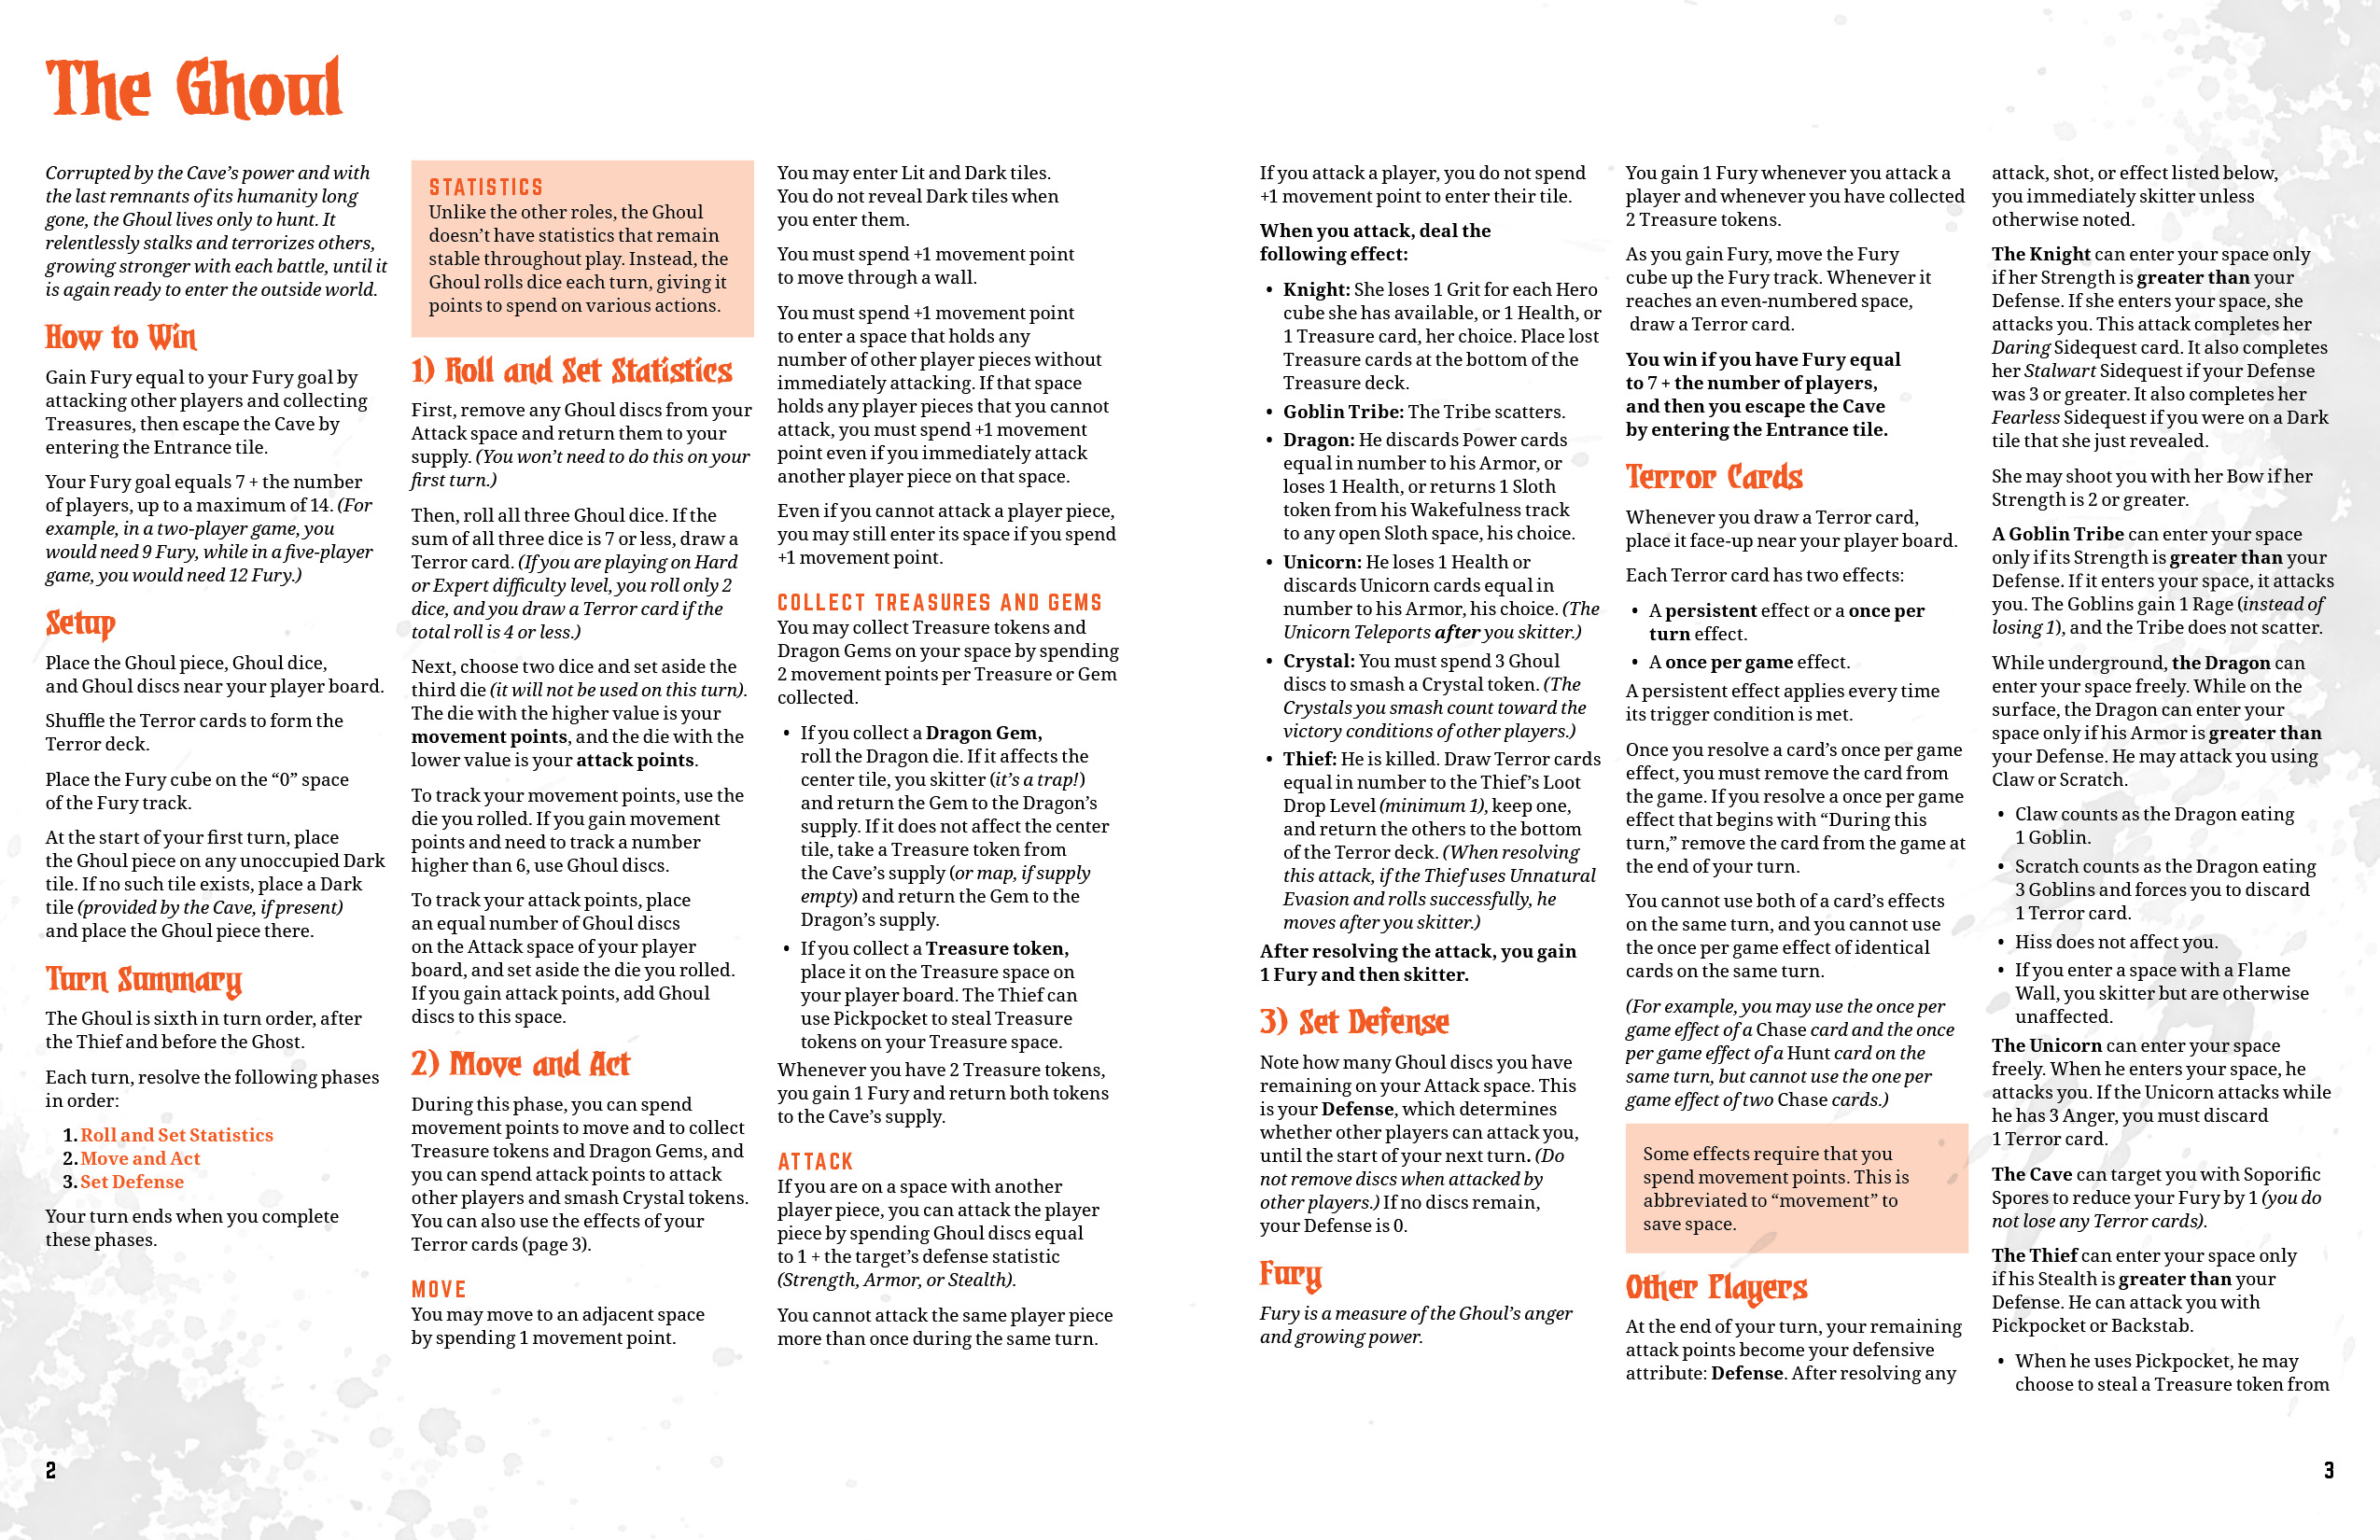 The Ghoul
Corrupted by the Cave’s power and with
the last remnants of its humanity long
gone, the Ghoul lives only to hunt. It
relentlessly stalks and terrorizes others,
growing stronger with each battle, until it
is again ready to enter the outside world.
How to Win
Gain Fury equal to your Fury goal by
attacking other players and collecting
Treasures, then escape the Cave by
entering the Entrance tile.
Your Fury goal equals 7 + the number
of players, up to a maximum of 14. (For
example, in a two-player game, you
would need 9 Fury, while in a five-player
game, you would need 12 Fury.)
Setup
Place the Ghoul piece, Ghoul dice,
and Ghoul discs near your player board.
Shuffle the Terror cards to form the
Terror deck.
Place the Fury cube on the “0” space
of the Fury track.
At the start of your first turn, place
the Ghoul piece on any unoccupied Dark
tile. If no such tile exists, place a Dark
tile (provided by the Cave, if present)
and place the Ghoul piece there.
Turn Summary
The Ghoul is sixth in turn order, after
the Thief and before the Ghost.
Each turn, resolve the following phases
in order:
1. Roll and Set Statistics
2. Move and Act
3. Set Defense
Your turn ends when you complete
these phases.
STATISTICS
Unlike the other roles, the Ghoul
doesn’t have statistics that remain
stable throughout play. Instead, the
Ghoul rolls dice each turn, giving it
points to spend on various actions.
1) Roll and Set Statistics
First, remove any Ghoul discs from your
Attack space and return them to your
supply. (You won’t need to do this on your
first turn.)
Then, roll all three Ghoul dice. If the
sum of all three dice is 7 or less, draw a
Terror card. (If you are playing on Hard
or Expert difficulty level, you roll only 2
dice, and you draw a Terror card if the
total roll is 4 or less.)
Next, choose two dice and set aside the
third die (it will not be used on this turn).
The die with the higher value is your
movement points, and the die with the
lower value is your attack points.
To track your movement points, use the
die you rolled. If you gain movement
points and need to track a number
higher than 6, use Ghoul discs.
To track your attack points, place
an equal number of Ghoul discs
on the Attack space of your player
board, and set aside the die you rolled.
If you gain attack points, add Ghoul
discs to this space.
2) Move and Act
During this phase, you can spend
movement points to move and to collect
Treasure tokens and Dragon Gems, and
you can spend attack points to attack
other players and smash Crystal tokens.
You can also use the effects of your
Terror cards (page 3).
MOVE
You may move to an adjacent space
by spending 1 movement point.
You may enter Lit and Dark tiles.
You do not reveal Dark tiles when
you enter them.
You must spend +1 movement point
to move through a wall.
You must spend +1 movement point
to enter a space that holds any
number of other player pieces without
immediately attacking. If that space
holds any player pieces that you cannot
attack, you must spend +1 movement
point even if you immediately attack
another player piece on that space.
Even if you cannot attack a player piece,
you may still enter its space if you spend
+1 movement point.
COLLECT TREASURES AND GEMS
You may collect Treasure tokens and
Dragon Gems on your space by spending
2 movement points per Treasure or Gem
collected.
• If you collect a Dragon Gem,
roll the Dragon die. If it affects the
center tile, you skitter (it’s a trap!)
and return the Gem to the Dragon’s
supply. If it does not affect the center
tile, take a Treasure token from
the Cave’s supply (or map, if supply
empty) and return the Gem to the
Dragon’s supply.
• If you collect a Treasure token,
place it on the Treasure space on
your player board. The Thief can
use Pickpocket to steal Treasure
tokens on your Treasure space.
Whenever you have 2 Treasure tokens,
you gain 1 Fury and return both tokens
to the Cave’s supply.
ATTACK
If you are on a space with another
player piece, you can attack the player
piece by spending Ghoul discs equal
to 1 + the target’s defense statistic
(Strength, Armor, or Stealth).
You cannot attack the same player piece
more than once during the same turn.
If you attack a player, you do not spend
+1 movement point to enter their tile.
When you attack, deal the
following effect:
• Knight: She loses 1 Grit for each Hero
cube she has available, or 1 Health, or
1 Treasure card, her choice. Place lost
Treasure cards at the bottom of the
Treasure deck.
• Goblin Tribe: The Tribe scatters.
• Dragon: He discards Power cards
equal in number to his Armor, or
loses 1 Health, or returns 1 Sloth
token from his Wakefulness track
to any open Sloth space, his choice.
• Unicorn: He loses 1 Health or
discards Unicorn cards equal in
number to his Armor, his choice. (The
Unicorn Teleports after you skitter.)
• Crystal: You must spend 3 Ghoul
discs to smash a Crystal token. (The
Crystals you smash count toward the
victory conditions of other players.)
• Thief: He is killed. Draw Terror cards
equal in number to the Thief’s Loot
Drop Level (minimum 1), keep one,
and return the others to the bottom
of the Terror deck. (When resolving
this attack, if the Thief uses Unnatural
Evasion and rolls successfully, he
moves after you skitter.)
After resolving the attack, you gain
1 Fury and then skitter.
3) Set Defense
Note how many Ghoul discs you have
remaining on your Attack space. This
is your Defense, which determines
whether other players can attack you,
until the start of your next turn. (Do
not remove discs when attacked by
other players.) If no discs remain,
your Defense is 0.
Fury
Fury is a measure of the Ghoul’s anger
and growing power.
You gain 1 Fury whenever you attack a
player and whenever you have collected
2 Treasure tokens.
As you gain Fury, move the Fury
cube up the Fury track. Whenever it
reaches an even-numbered space,
draw a Terror card.
You win if you have Fury equal
to 7 + the number of players,
and then you escape the Cave
by entering the Entrance tile.
Terror Cards
Whenever you draw a Terror card,
place it face-up near your player board.
Each Terror card has two effects:
• A persistent effect or a once per
turn effect.
• A once per game effect.
A persistent effect applies every time
its trigger condition is met.
Once you resolve a card’s once per game
effect, you must remove the card from
the game. If you resolve a once per game
effect that begins with “During this
turn,” remove the card from the game at
the end of your turn.
You cannot use both of a card’s effects
on the same turn, and you cannot use
the once per game effect of identical
cards on the same turn.
(For example, you may use the once per
game effect of a Chase card and the once
per game effect of a Hunt card on the
same turn, but cannot use the one per
game effect of two Chase cards.)
Some effects require that you
spend movement points. This is
abbreviated to “movement” to
save space.
Other Players
At the end of your turn, your remaining
attack points become your defensive
attribute: Defense. After resolving any
attack, shot, or effect listed below,
you immediately skitter unless
otherwise noted.
The Knight can enter your space only
if her Strength is greater than your
Defense. If she enters your space, she
attacks you. This attack completes her
Daring Sidequest card. It also completes
her Stalwart Sidequest if your Defense
was 3 or greater. It also completes her
Fearless Sidequest if you were on a Dark
tile that she just revealed.
She may shoot you with her Bow if her
Strength is 2 or greater.
A Goblin Tribe can enter your space
only if its Strength is greater than your
Defense. If it enters your space, it attacks
you. The Goblins gain 1 Rage (instead of
losing 1), and the Tribe does not scatter.
While underground, the Dragon can
enter your space freely. While on the
surface, the Dragon can enter your
space only if his Armor is greater than
your Defense. He may attack you using
Claw or Scratch.
• Claw counts as the Dragon eating
1 Goblin.
• Scratch counts as the Dragon eating
3 Goblins and forces you to discard
1 Terror card.
• Hiss does not affect you.
• If you enter a space with a Flame
Wall, you skitter but are otherwise
unaffected.
The Unicorn can enter your space
freely. When he enters your space, he
attacks you. If the Unicorn attacks while
he has 3 Anger, you must discard
1 Terror card.
The Cave can target you with Soporific
Spores to reduce your Fury by 1 (you do
not lose any Terror cards).
The Thief can enter your space only
if his Stealth is greater than your
Defense. He can attack you with
Pickpocket or Backstab.
• When he uses Pickpocket, he may
choose to steal a Treasure token from
2
3